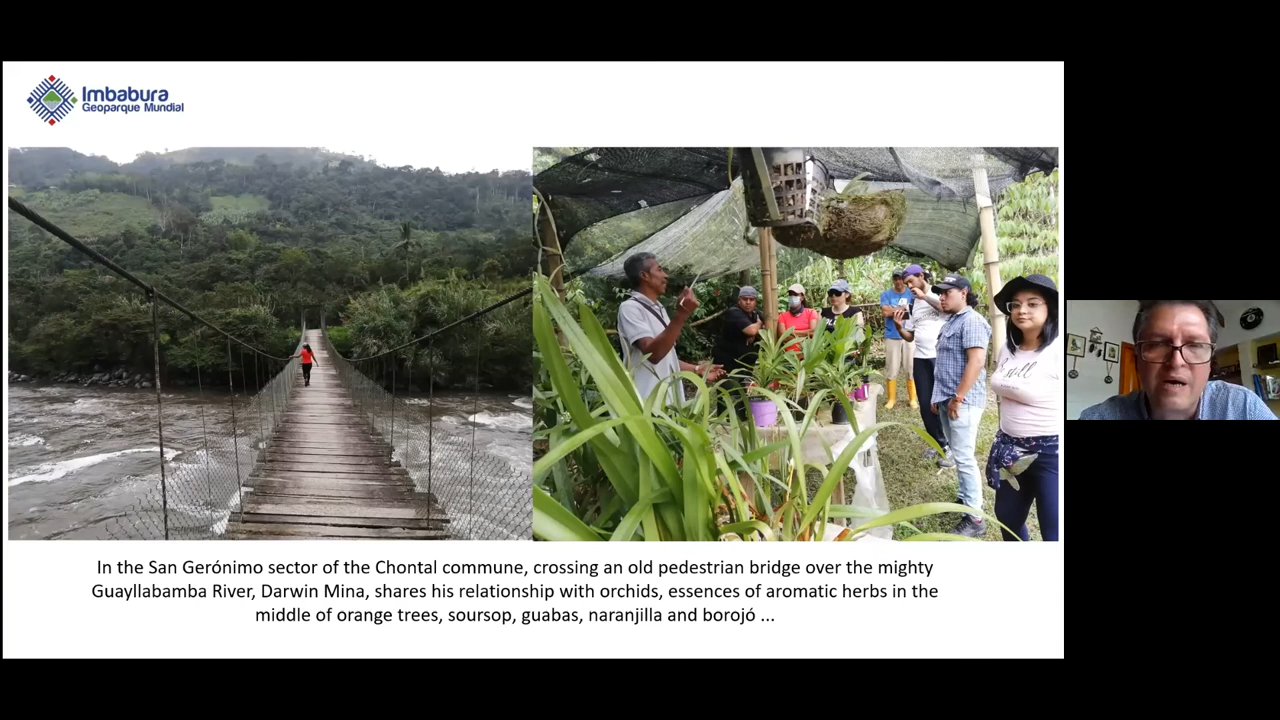 Imbabura
Geoparque Mundial
In the San Gerónimo sector of the Chontal commune, crossing an old pedestrian bridge over the mighty
Guayllabamba River, Darwin Mina, shares his relationship with orchids, essences of aromatic herbs in the
middle of orange trees, soursop, guabas, naranjilla and borojó ...